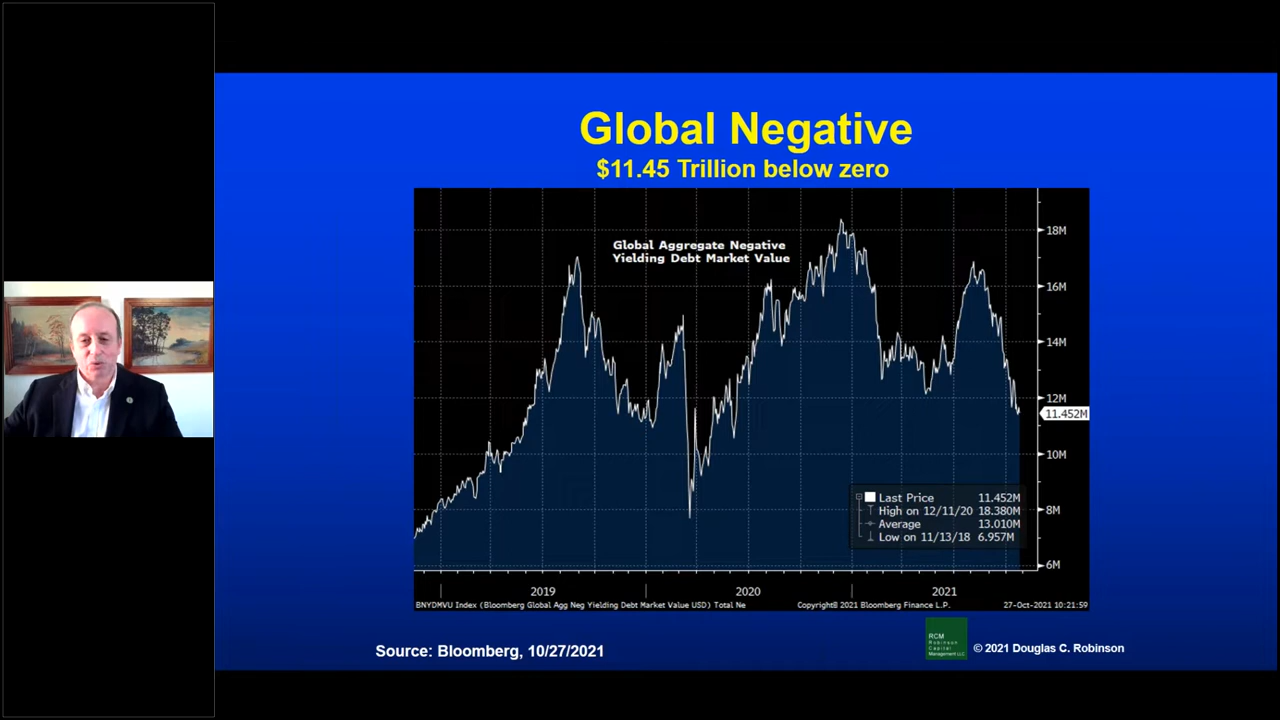 Global Negative
$11.45 Trillion below zero
Global Aggregate Negative
Yielding Debt Market Value
18M
16M
14M
12M
11.452M
10M
8M
6M
Last Price 11.452M
High on 12/11/20 18.380M
Average 13.010M
Low on 11/13/18 6.957M
2019 2020 2021
BNYDMVU Index (Bloomberg Global Agg Neg Yielding Debt Market Value USD) Total Ne Copyright© 2021 Bloomberg Finance L.P. 27-Oct-2021 10:21:59
Source: Bloomberg, 10/27/2021
RCM
Robinson
Capital
Management LLC
© 2021 Douglas C. Robinson